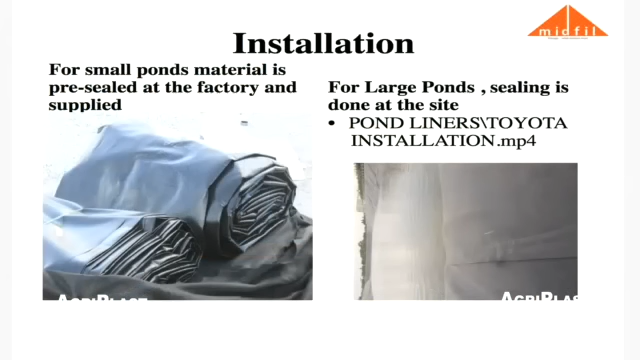 Installation
midfil
For small ponds material is
pre-sealed at the factory and
supplied
For Large Ponds , sealing is
done at the site
• POND LINERS\TOYOTA
INSTALLATION.mp4
AGRIPLAST
AGRIPLAS